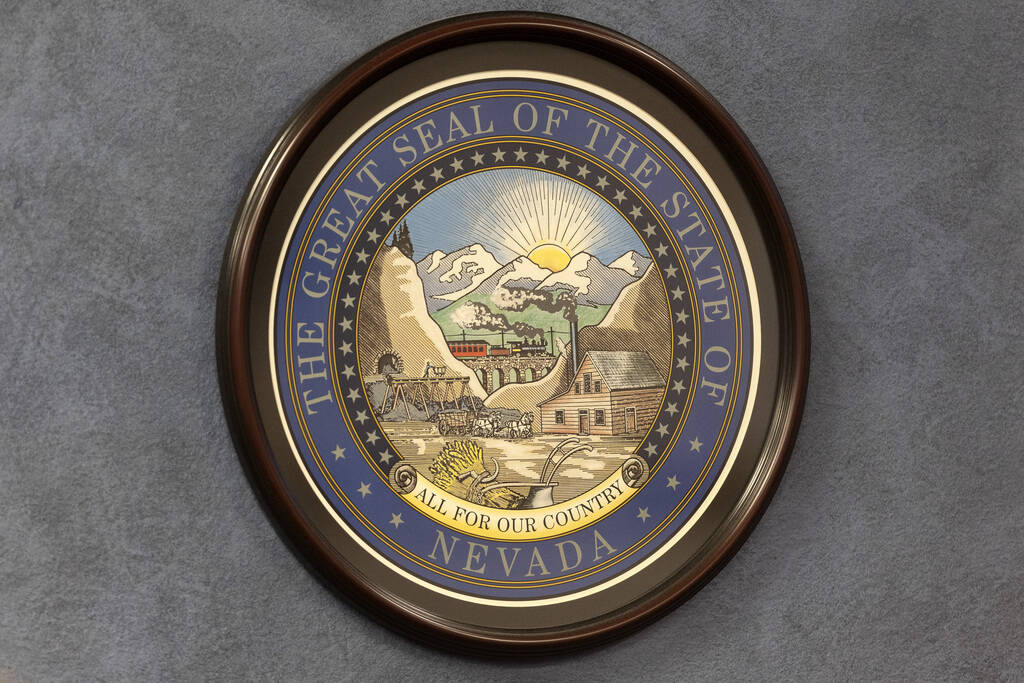 THE GREAT SEAL OF THE STATE OF
NEVADA
ALL FOR OUR COUNTRY